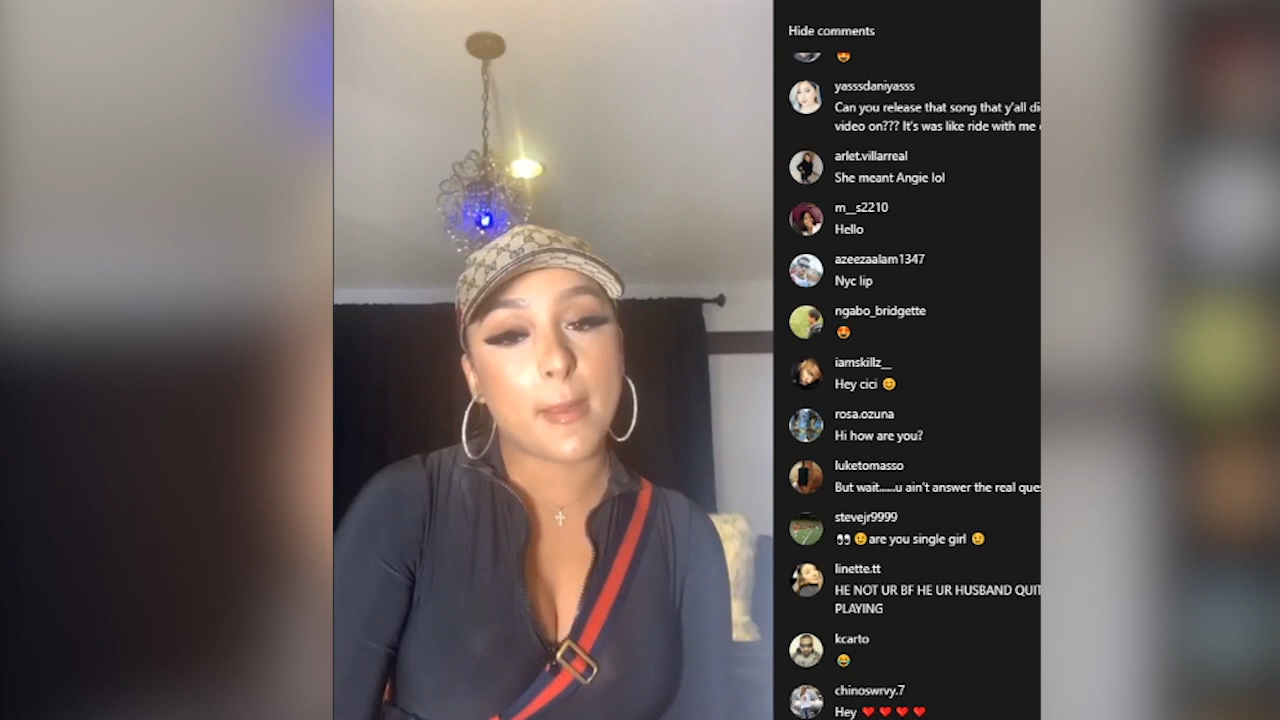 Hide comments
yasssdaniyasss
Can you release that song that y'all di
video on??? It's was like ride with me
arlet.villarreal
She meant Angie lol
m__s2210
Hello
azeezaalam1347
Nyc lip
ngabo_bridgette
😍
iamskillz__
Hey cici 😊
rosa.ozuna
Hi how are you?
luketomasso
But wait......u ain't answer the real ques
stevejr9999
👀😉are you single girl 😉
linette.tt
HE NOT UR BF HE UR HUSBAND QUIT
PLAYING
kcarto
😂
chinoswrvy.7
Hey ❤️❤️❤️❤️